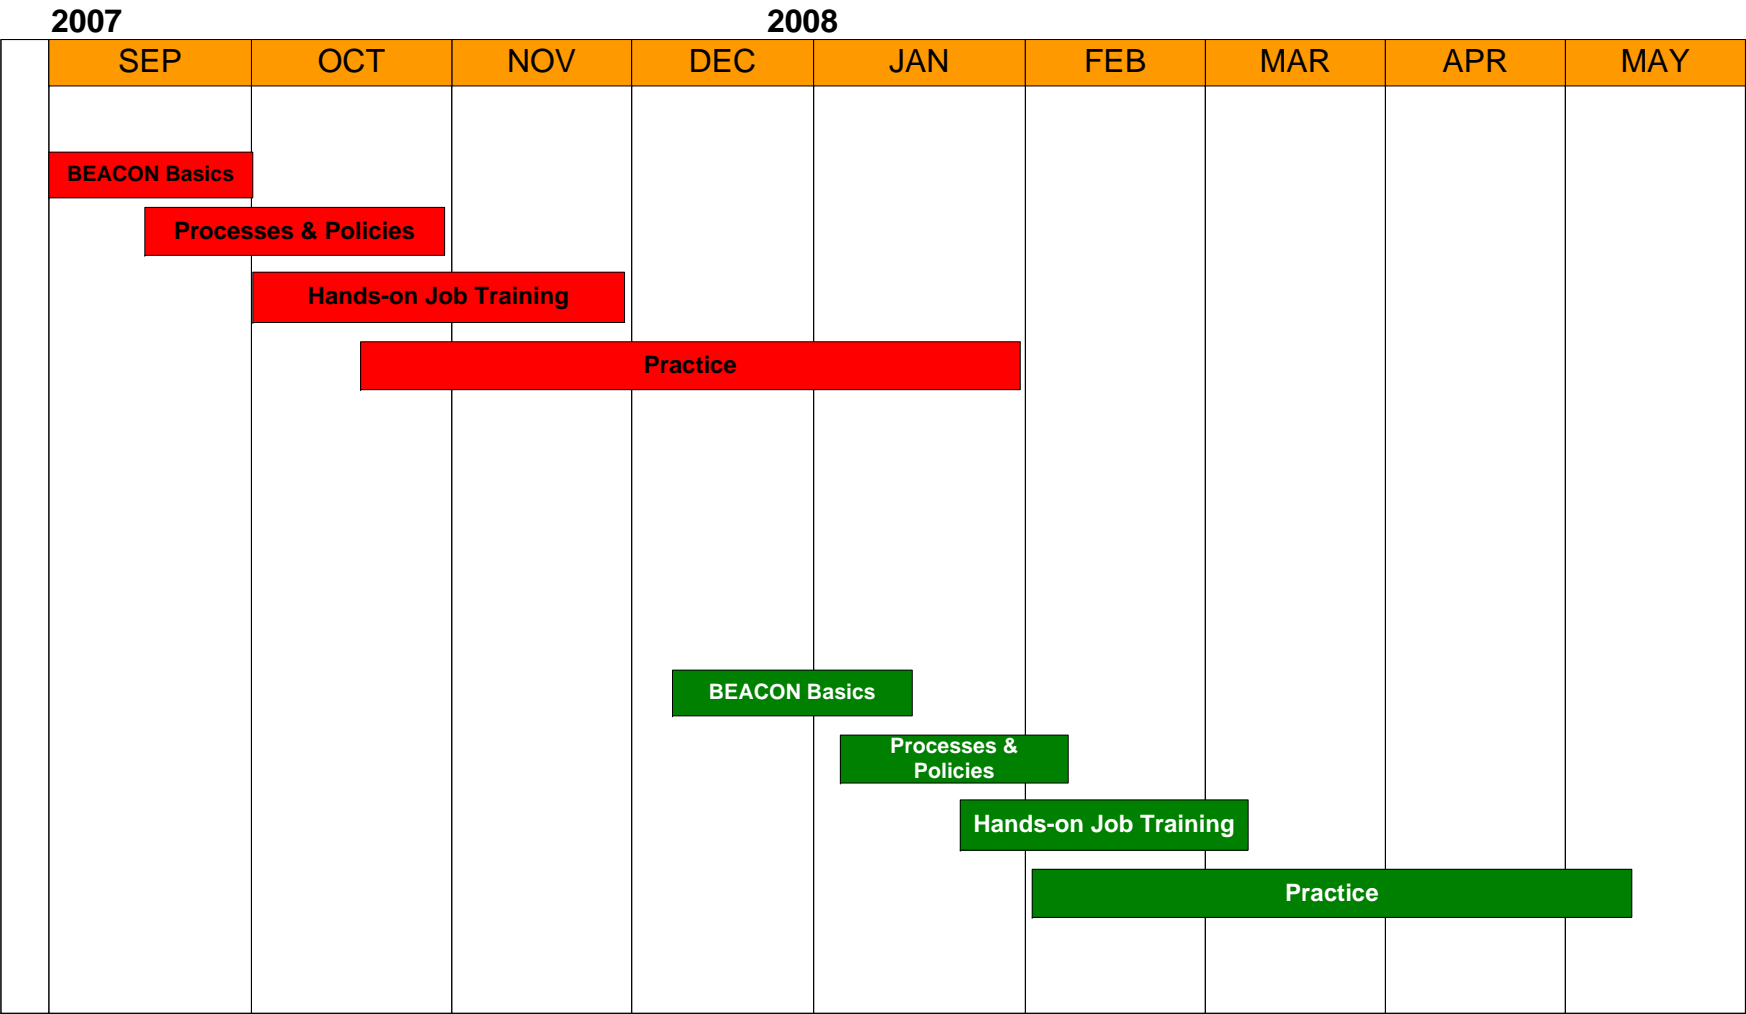 2007 2008
SEP OCT NOV DEC JAN FEB MAR APR MAY
BEACON Basics
Processes & Policies
Hands-on Job Training
Practice
BEACON Basics
Processes &
Policies
Hands-on Job Training
Practice